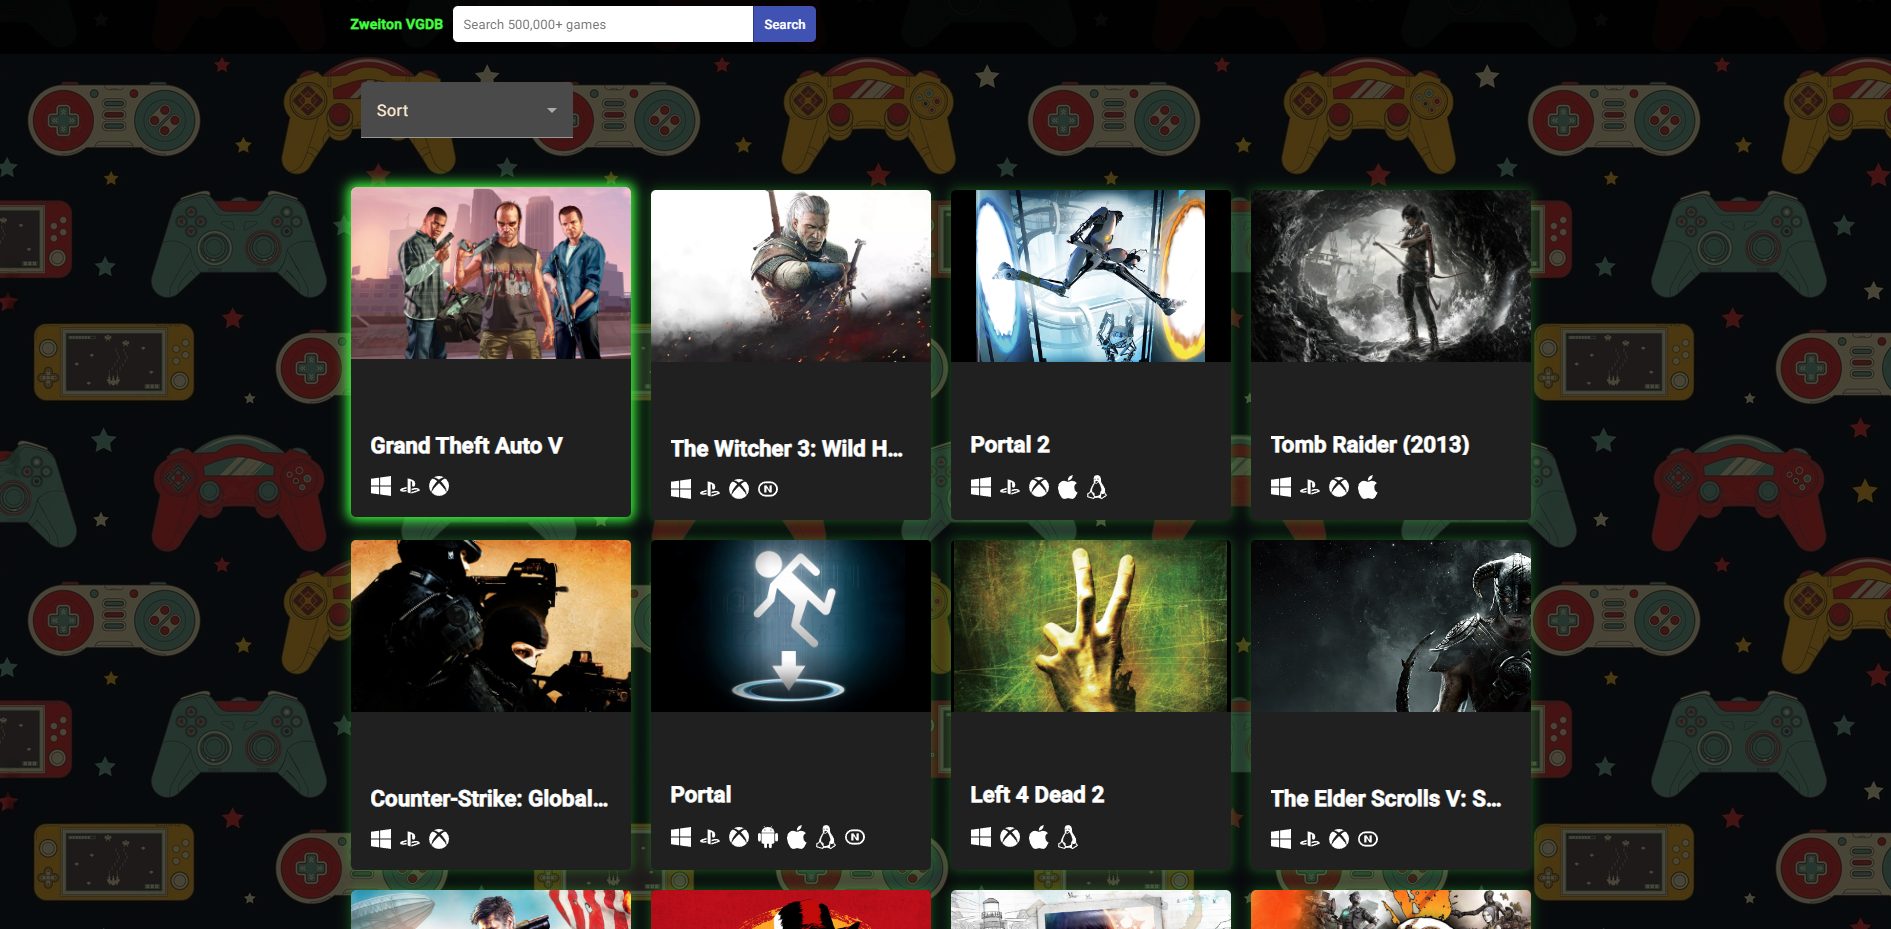 Zweiton VGDB
Search 500,000+ games
Search
Sort
Grand Theft Auto V
The Witcher 3: Wild H...
Portal 2
Tomb Raider (2013)
Counter-Strike: Global...
Portal
Left 4 Dead 2
The Elder Scrolls V: S...